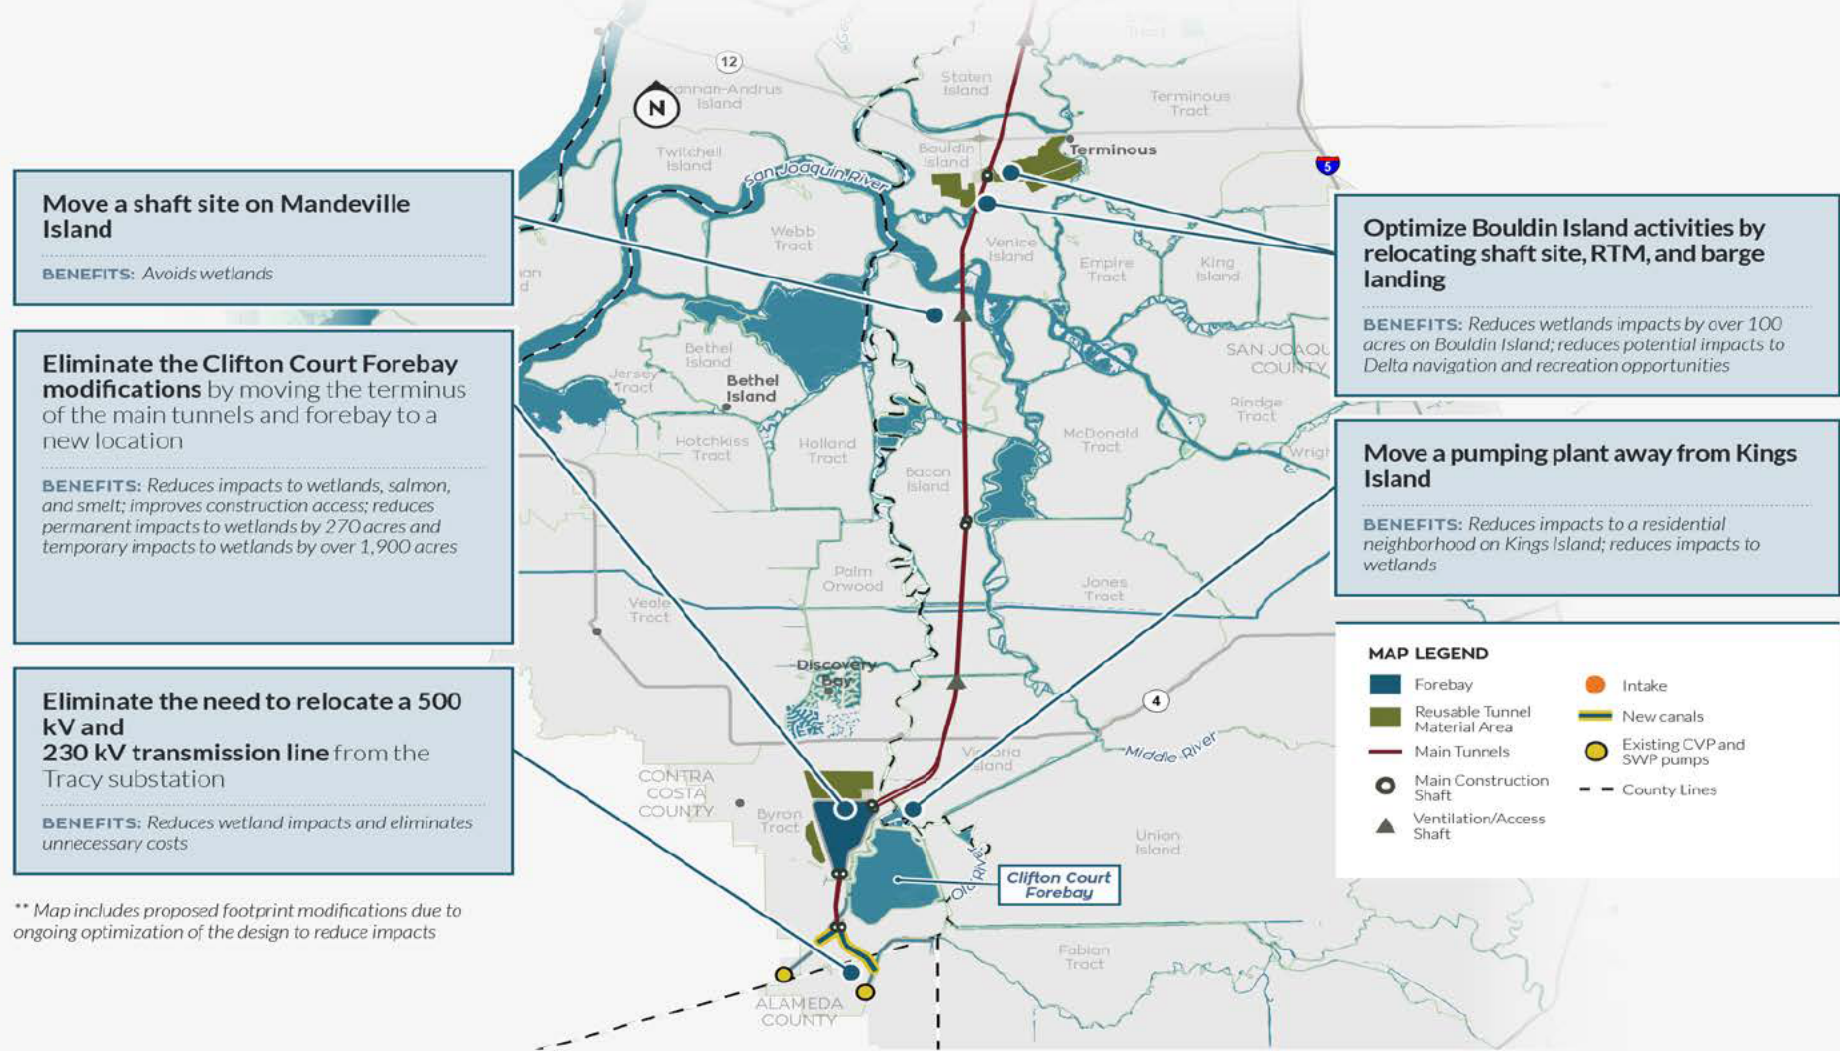 Move a shaft site on Mandeville
Island
BENEFITS: Avoids wetlands
Eliminate the Clifton Court Forebay
modifications by moving the terminus
of the main tunnels and forebay to a
new location
BENEFITS: Reduces impacts to wetlands, salmon,
and smelt; improves construction access; reduces
permanent impacts to wetlands by 270 acres and
temporary impacts to wetlands by over 1,900 acres
Eliminate the need to relocate a 500
kV and
230 kV transmission line from the
Tracy substation
BENEFITS: Reduces wetland impacts and eliminates
unnecessary costs
** Map includes proposed footprint modifications due to
ongoing optimization of the design to reduce impacts
12
N
annan-Andrus
Island
Staten
Island
Tract
Terminous
Tract
Twitchell
Island
San Joaquin River
Bouldin
Island
Terminous
5
Webb
Tract
Venice
Island
Empire
Tract
King
Island
Bethel
Island
Jersey
Tract
Bethel
Island
SAN JOAQU
COUNTY
Rindge
Tract
Hotchkiss
Tract
Holland
Tract
McDonald
Tract
Wrigh
Bacon
Island
Palm
Orwood
Jones
Tract
Veale
Tract
Discovery
Bay
4
Middle River
Victoria
Island
CONTRA
COSTA
COUNTY
Byron
Tract
Union
Island
Old River
Clifton Court
Forebay
Fabian
Tract
ALAMEDA
COUNTY
Optimize Bouldin Island activities by
relocating shaft site, RTM, and barge
landing
BENEFITS: Reduces wetlands impacts by over 100
acres on Bouldin Island; reduces potential impacts to
Delta navigation and recreation opportunities
Move a pumping plant away from Kings
Island
BENEFITS: Reduces impacts to a residential
neighborhood on Kings Island; reduces impacts to
wetlands
MAP LEGEND
Forebay
Reusable Tunnel
Material Area
Main Tunnels
Main Construction
Shaft
Ventilation/Access
Shaft
Intake
New canals
Existing CVP and
SWP pumps
County Lines